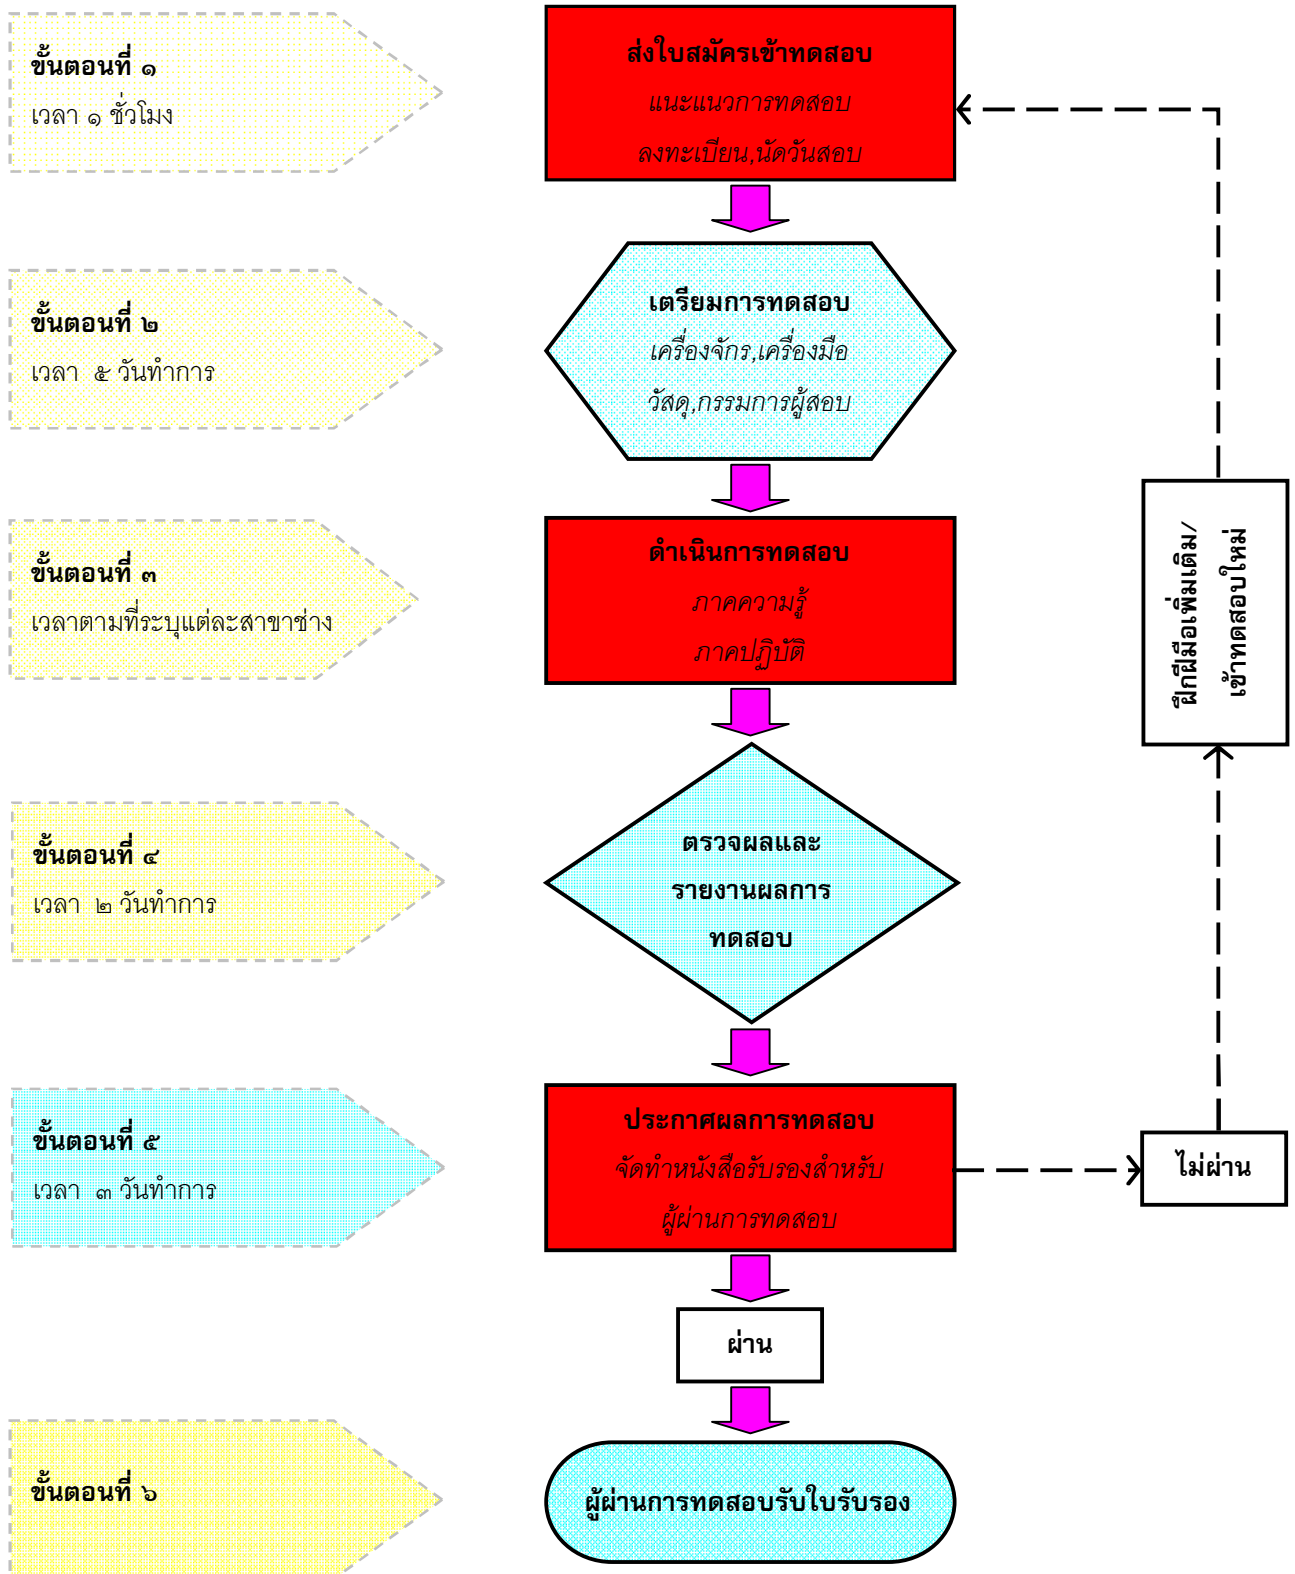 ขั้นตอนที่ ๑
เวลา ๑ ชั่วโมง
ส่งใบสมัครเข้าทดสอบ
แนะแนวการทดสอบ
ลงทะเบียน,นัดวันสอบ
ขั้นตอนที่ ๒
เวลา ๕ วันทำการ
เตรียมการทดสอบ
เครื่องจักร,เครื่องมือ
วัสดุ,กรรมการผู้สอบ
ขั้นตอนที่ ๓
เวลาตามที่ระบุแต่ละสาขาช่าง
ดำเนินการทดสอบ
ภาคความรู้
ภาคปฏิบัติ
ฝึกฝีมือเพิ่มเติม/
เข้าทดสอบใหม่
ขั้นตอนที่ ๔
เวลา ๒ วันทำการ
ตรวจผลและ
รายงานผลการ
ทดสอบ
ขั้นตอนที่ ๕
เวลา ๓ วันทำการ
ประกาศผลการทดสอบ
จัดทำหนังสือรับรองสำหรับ
ผู้ผ่านการทดสอบ
ไม่ผ่าน
ผ่าน
ขั้นตอนที่ ๖
ผู้ผ่านการทดสอบรับใบรับรอง